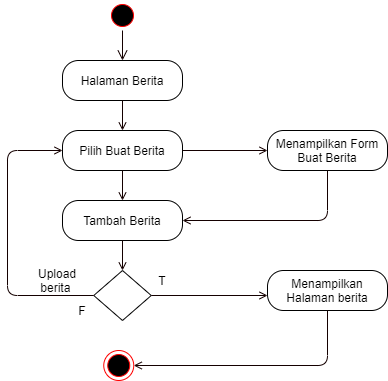 Halaman Berita
Pilih Buat Berita
Menampilkan Form
Buat Berita
Tambah Berita
Upload
berita
F
T
Menampilkan
Halaman berita